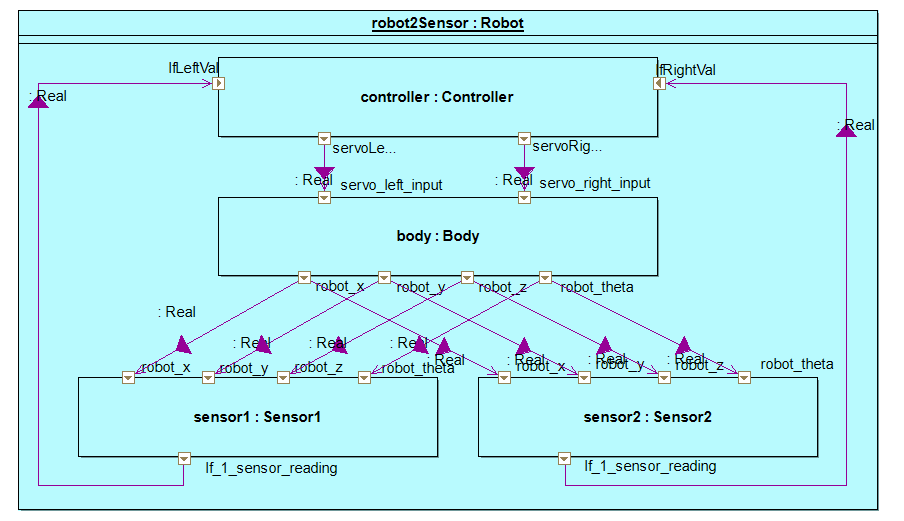 robot2Sensor : Robot
lfLeftVal
lfRightVal
: Real
controller : Controller
: Real
servoLe...
servoRig...
: Real
servo_left_input
: Real
servo_right_input
body : Body
robot_x
robot_y
robot_z
robot_theta
: Real
: Real
: Real
: Real
: Real
: Real
: Real
: Real
robot_x
robot_y
robot_z
robot_theta
robot_x
robot_y
robot_z
robot_theta
sensor1 : Sensor1
sensor2 : Sensor2
lf_1_sensor_reading
lf_1_sensor_reading